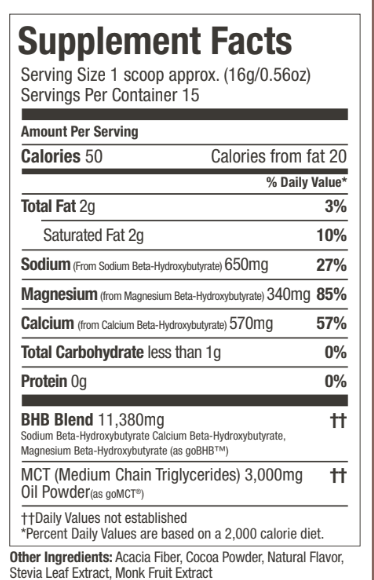 Supplement Facts
Serving Size 1 scoop approx. (16g/0.56oz)
Servings Per Container 15
Amount Per Serving
Calories 50 Calories from fat 20
% Daily Value*
Total Fat 2g 3%
Saturated Fat 2g 10%
Sodium (From Sodium Beta-Hydroxybutyrate) 650mg 27%
Magnesium (from Magnesium Beta-Hydroxybutyrate) 340mg 85%
Calcium (from Calcium Beta-Hydroxybutyrate) 570mg 57%
Total Carbohydrate less than 1g 0%
Protein 0g 0%
BHB Blend 11,380mg ††
Sodium Beta-Hydroxybutyrate Calcium Beta-Hydroxybutyrate,
Magnesium Beta-Hydroxybutyrate (as goBHB™)
MCT (Medium Chain Triglycerides) 3,000mg ††
Oil Powder(as goMCT®)
††Daily Values not established
*Percent Daily Values are based on a 2,000 calorie diet.
Other Ingredients: Acacia Fiber, Cocoa Powder, Natural Flavor,
Stevia Leaf Extract, Monk Fruit Extract